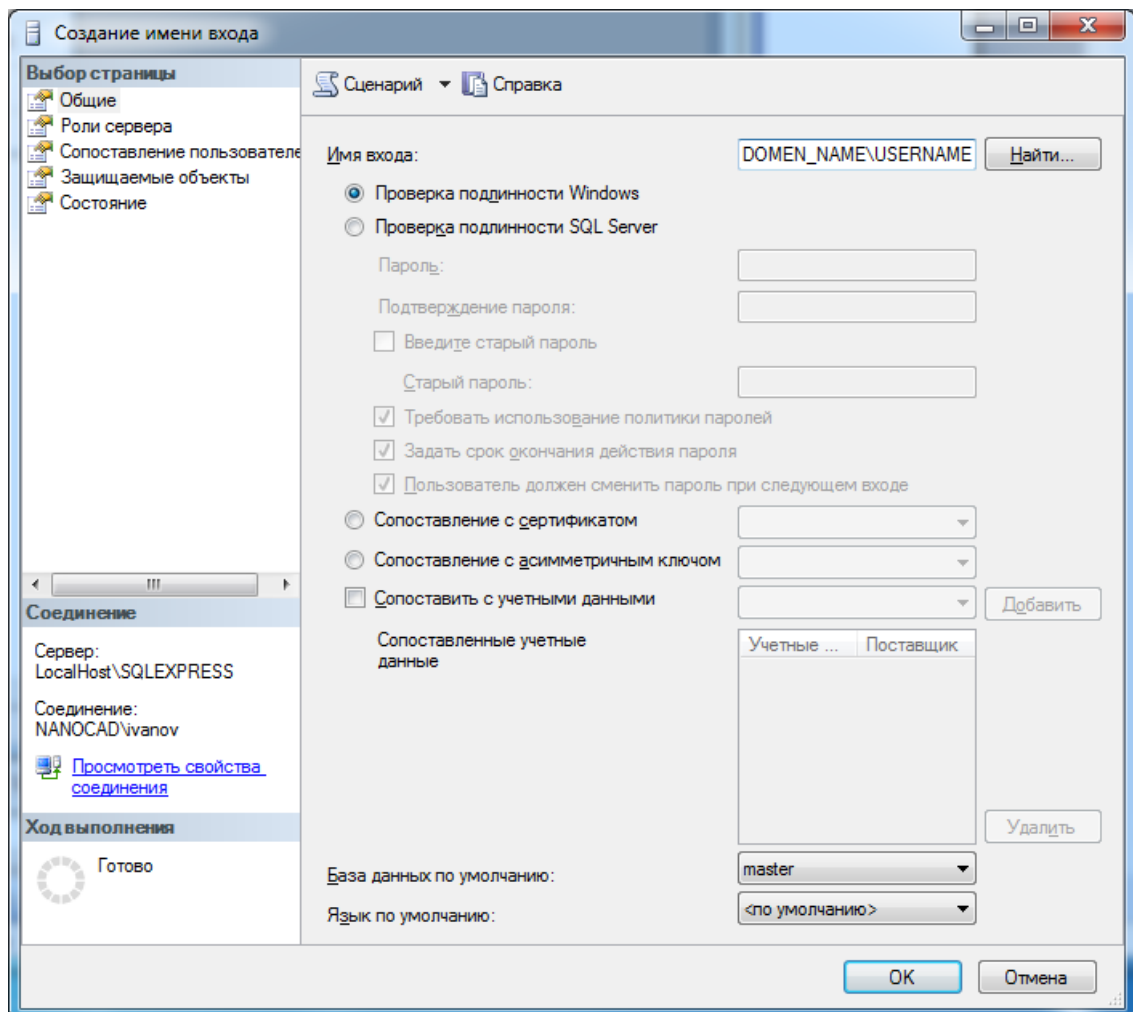 Создание имени входа
Выбор страницы
Общие
Роли сервера
Сопоставление пользователе
Защищаемые объекты
Состояние
Сценарий
Справка
Имя входа:
DOMEN_NAME\USERNAME
Найти...
Проверка подлинности Windows
Проверка подлинности SQL Server
Пароль:
Подтверждение пароля:
Введите старый пароль
Старый пароль:
Требовать использование политики паролей
Задать срок окончания действия пароля
Пользователь должен сменить пароль при следующем входе
Сопоставление с сертификатом
Сопоставление с асимметричным ключом
Сопоставить с учетными данными
Добавить
Сопоставленные учетные
данные
Учетные ...
Поставщик
Удалить
База данных по умолчанию:
master
Язык по умолчанию:
<по умолчанию>
Соединение
Сервер:
LocalHost\SQLEXPRESS
Соединение:
NANOCAD\ivanov
Просмотреть свойства
соединения
Ход выполнения
Готово
OK
Отмена